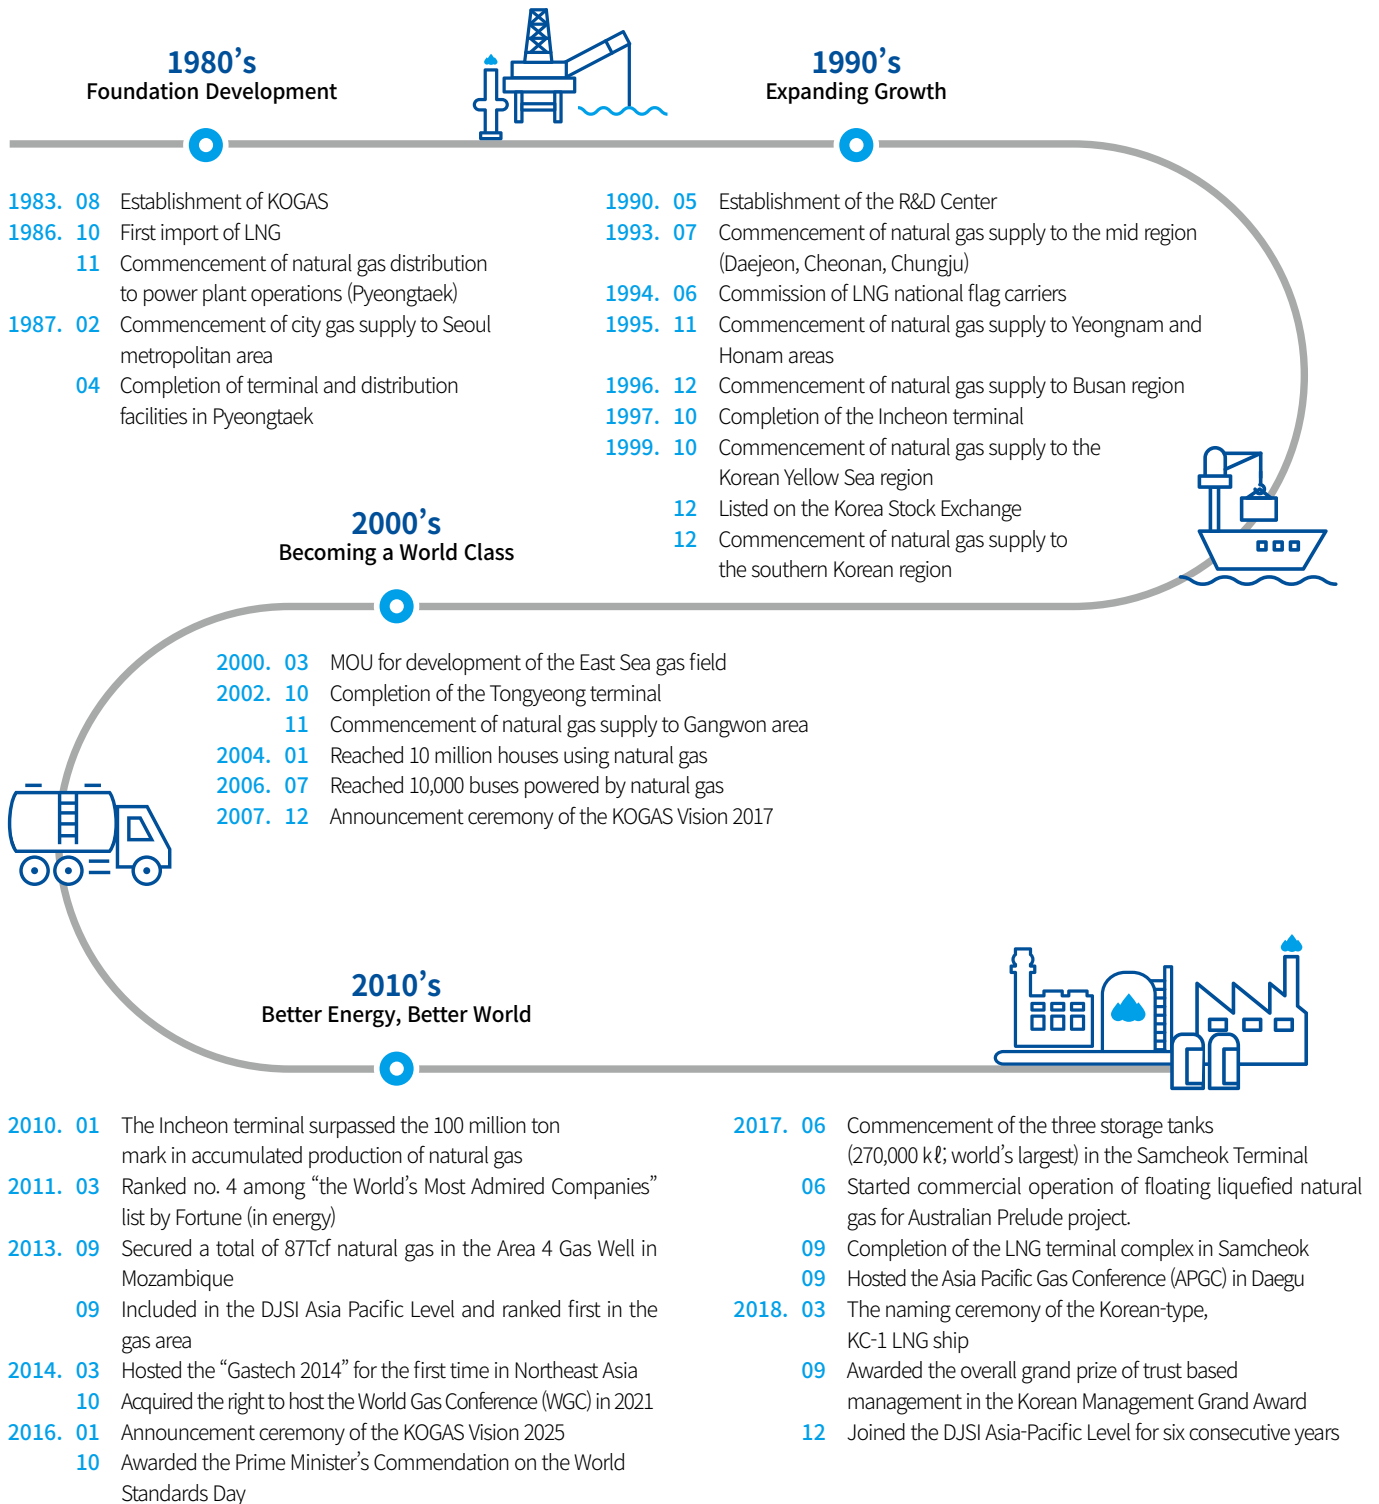 1980’s
Foundation Development
1983. 08 Establishment of KOGAS
1986. 10 First import of LNG
11 Commencement of natural gas distribution
to power plant operations (Pyeongtaek)
1987. 02 Commencement of city gas supply to Seoul
metropolitan area
04 Completion of terminal and distribution
facilities in Pyeongtaek
1990’s
Expanding Growth
1990. 05 Establishment of the R&D Center
1993. 07 Commencement of natural gas supply to the mid region
(Daejeon, Cheonan, Chungju)
1994. 06 Commission of LNG national flag carriers
1995. 11 Commencement of natural gas supply to Yeongnam and
Honam areas
1996. 12 Commencement of natural gas supply to Busan region
1997. 10 Completion of the Incheon terminal
1999. 10 Commencement of natural gas supply to the
Korean Yellow Sea region
12 Listed on the Korea Stock Exchange
12 Commencement of natural gas supply to
the southern Korean region
2000’s
Becoming a World Class
2000. 03 MOU for development of the East Sea gas field
2002. 10 Completion of the Tongyeong terminal
11 Commencement of natural gas supply to Gangwon area
2004. 01 Reached 10 million houses using natural gas
2006. 07 Reached 10,000 buses powered by natural gas
2007. 12 Announcement ceremony of the KOGAS Vision 2017
2010’s
Better Energy, Better World
2010. 01 The Incheon terminal surpassed the 100 million ton
mark in accumulated production of natural gas
2011. 03 Ranked no. 4 among “the World’s Most Admired Companies”
list by Fortune (in energy)
2013. 09 Secured a total of 87Tcf natural gas in the Area 4 Gas Well in
Mozambique
09 Included in the DJSI Asia Pacific Level and ranked first in the
gas area
2014. 03 Hosted the “Gastech 2014” for the first time in Northeast Asia
10 Acquired the right to host the World Gas Conference (WGC) in 2021
2016. 01 Announcement ceremony of the KOGAS Vision 2025
10 Awarded the Prime Minister’s Commendation on the World
Standards Day
2017. 06 Commencement of the three storage tanks
(270,000 kℓ; world’s largest) in the Samcheok Terminal
06 Started commercial operation of floating liquefied natural
gas for Australian Prelude project.
09 Completion of the LNG terminal complex in Samcheok
09 Hosted the Asia Pacific Gas Conference (APGC) in Daegu
2018. 03 The naming ceremony of the Korean-type,
KC-1 LNG ship
09 Awarded the overall grand prize of trust based
management in the Korean Management Grand Award
12 Joined the DJSI Asia-Pacific Level for six consecutive years